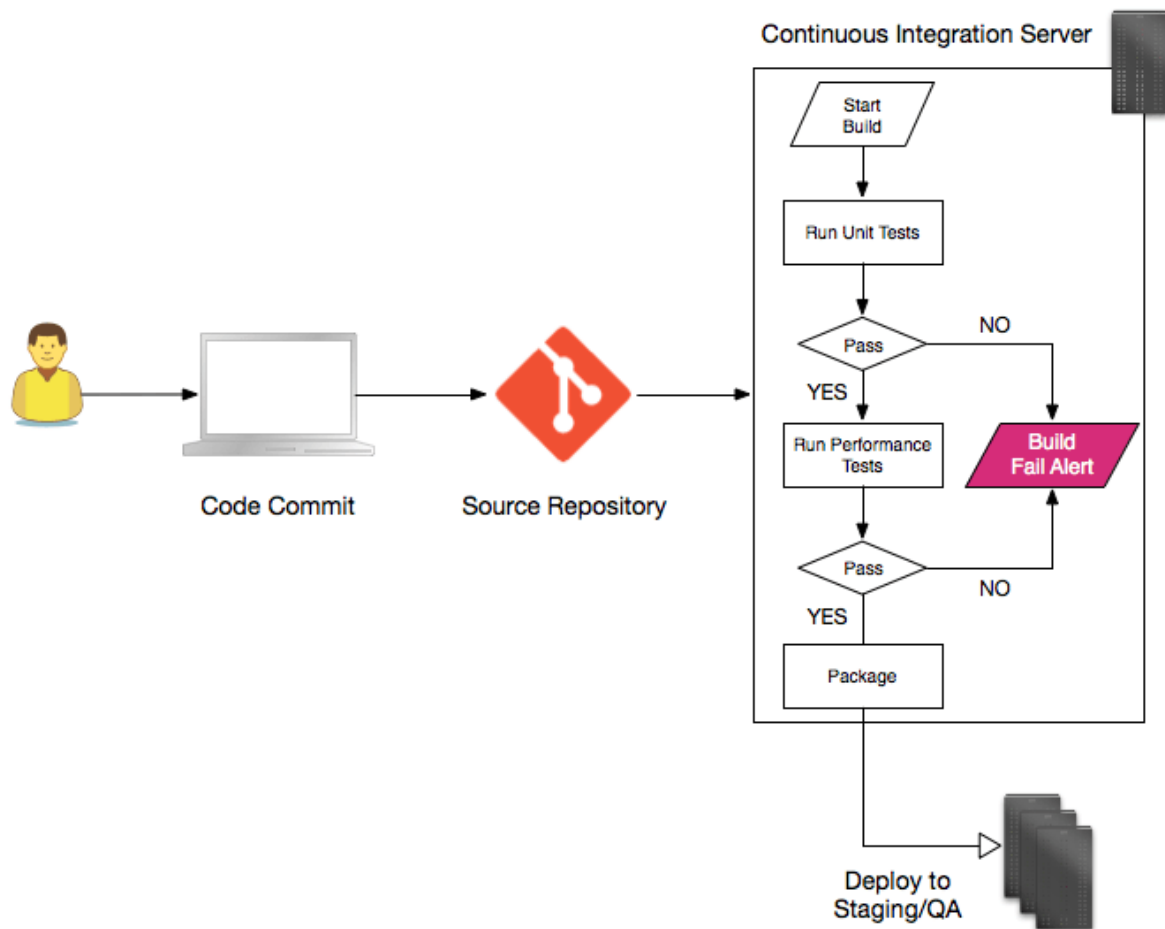 Continuous Integration Server
Start
Build
Run Unit Tests
Pass
NO
YES
Run Performance
Tests
Build
Fail Alert
Pass
NO
YES
Package
Code Commit
Source Repository
Deploy to
Staging/QA